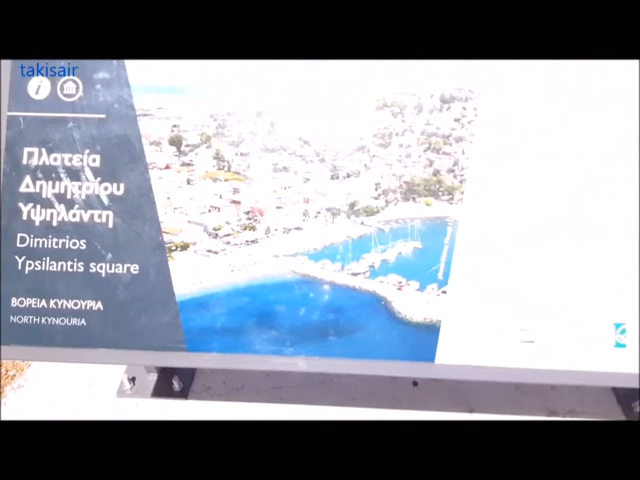 takisair
Πλατεία
Δημητρίου
Υψηλάντη
Dimitrios
Ypsilantis square
ΒΟΡΕΙΑ ΚΥΝΟΥΡΙΑ
NORTH KYNOURIA